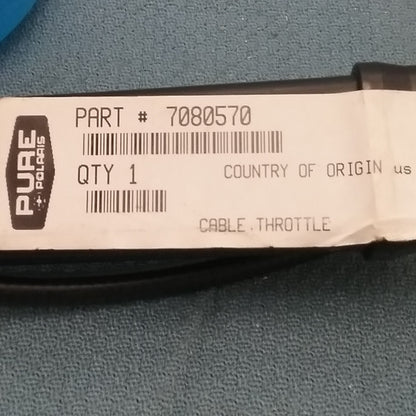 PURE
POLARIS
PART # 7080570
QTY 1
COUNTRY OF ORIGIN us
CABLE,THROTTLE